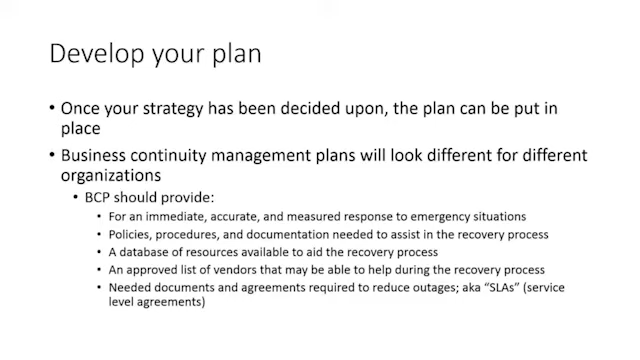 Develop your plan
• Once your strategy has been decided upon, the plan can be put in
place
• Business continuity management plans will look different for different
organizations
• BCP should provide:
• For an immediate, accurate, and measured response to emergency situations
• Policies, procedures, and documentation needed to assist in the recovery process
• A database of resources available to aid the recovery process
• An approved list of vendors that may be able to help during the recovery process
• Needed documents and agreements required to reduce outages; aka “SLAs” (service
level agreements)